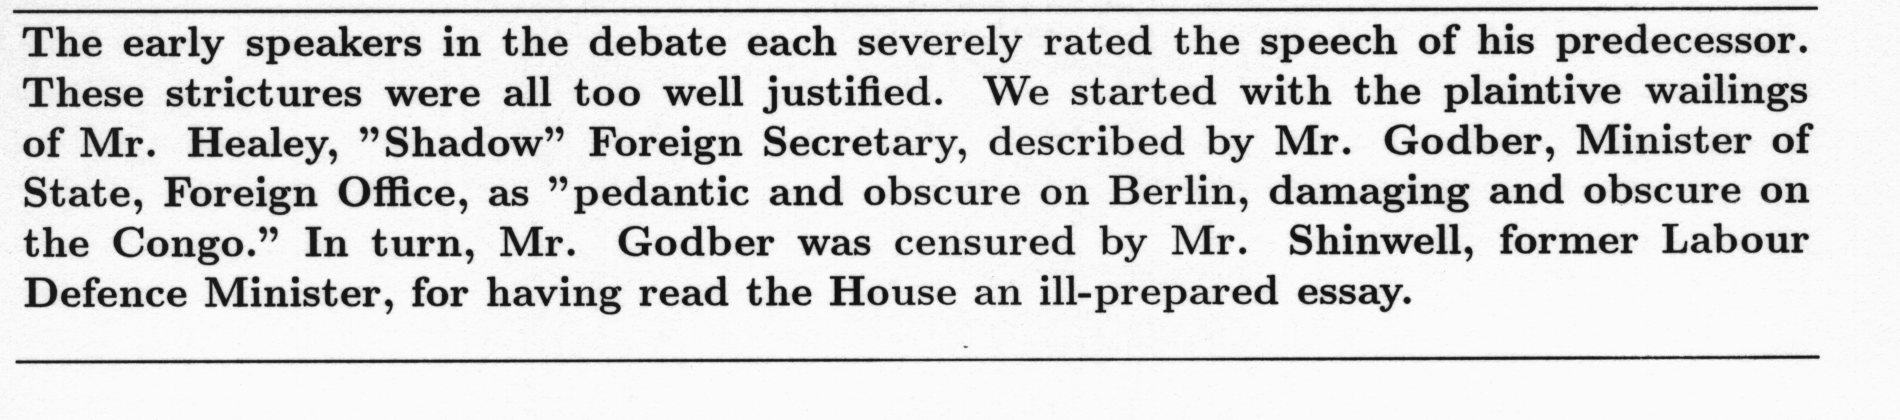 The early speakers in the debate each severely rated the speech of his predecessor.
These strictures were all too well justified. We started with the plaintive wailings
of Mr. Healey, ”Shadow” Foreign Secretary, described by Mr. Godber, Minister of
State, Foreign Office, as ”pedantic and obscure on Berlin, damaging and obscure on
the Congo.” In turn, Mr. Godber was censured by Mr. Shinwell, former Labour
Defence Minister, for having read the House an ill-prepared essay.